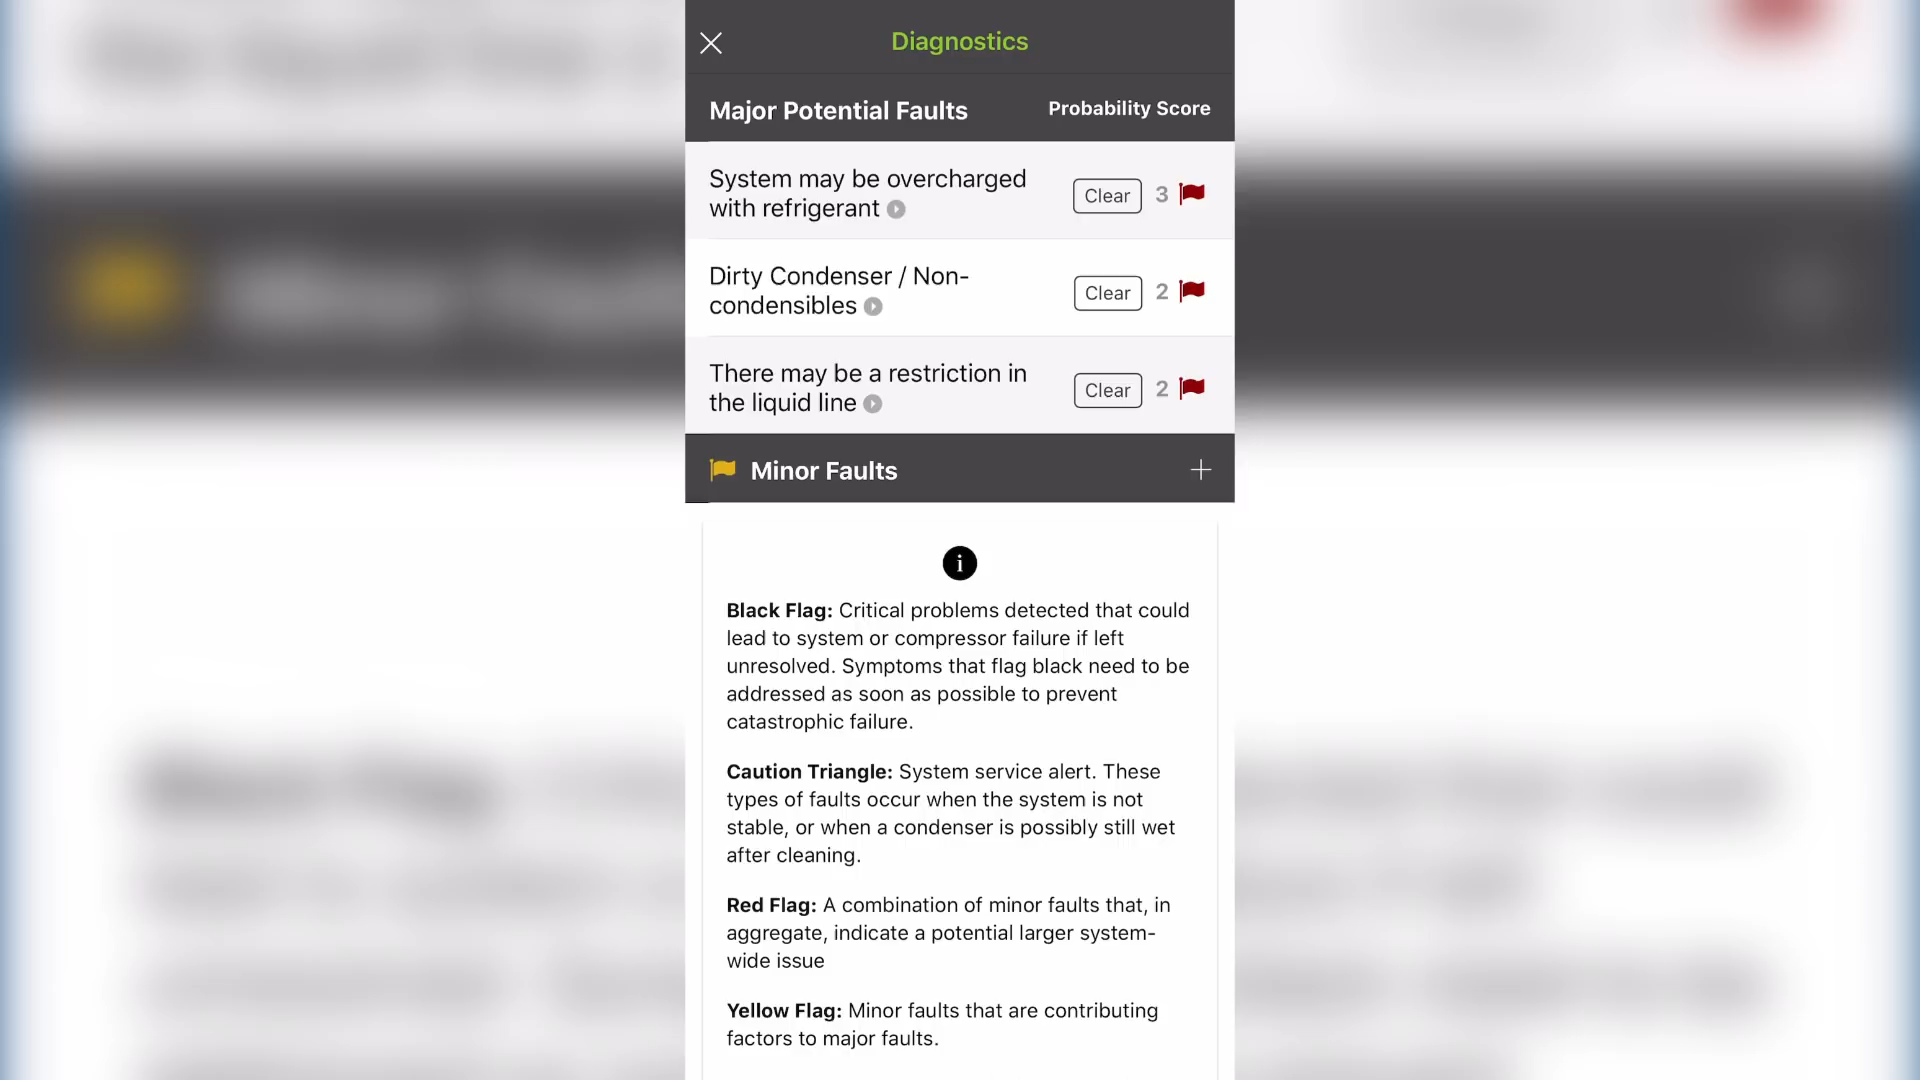 Diagnostics
Major Potential Faults
Probability Score
System may be overcharged
with refrigerant
Clear
3
Dirty Condenser / Non-
condensibles
Clear
2
There may be a restriction in
the liquid line
Clear
2
Minor Faults
Black Flag: Critical problems detected that could
lead to system or compressor failure if left
unresolved. Symptoms that flag black need to be
addressed as soon as possible to prevent
catastrophic failure.
Caution Triangle: System service alert. These
types of faults occur when the system is not
stable, or when a condenser is possibly still wet
after cleaning.
Red Flag: A combination of minor faults that, in
aggregate, indicate a potential larger system-
wide issue
Yellow Flag: Minor faults that are contributing
factors to major faults.